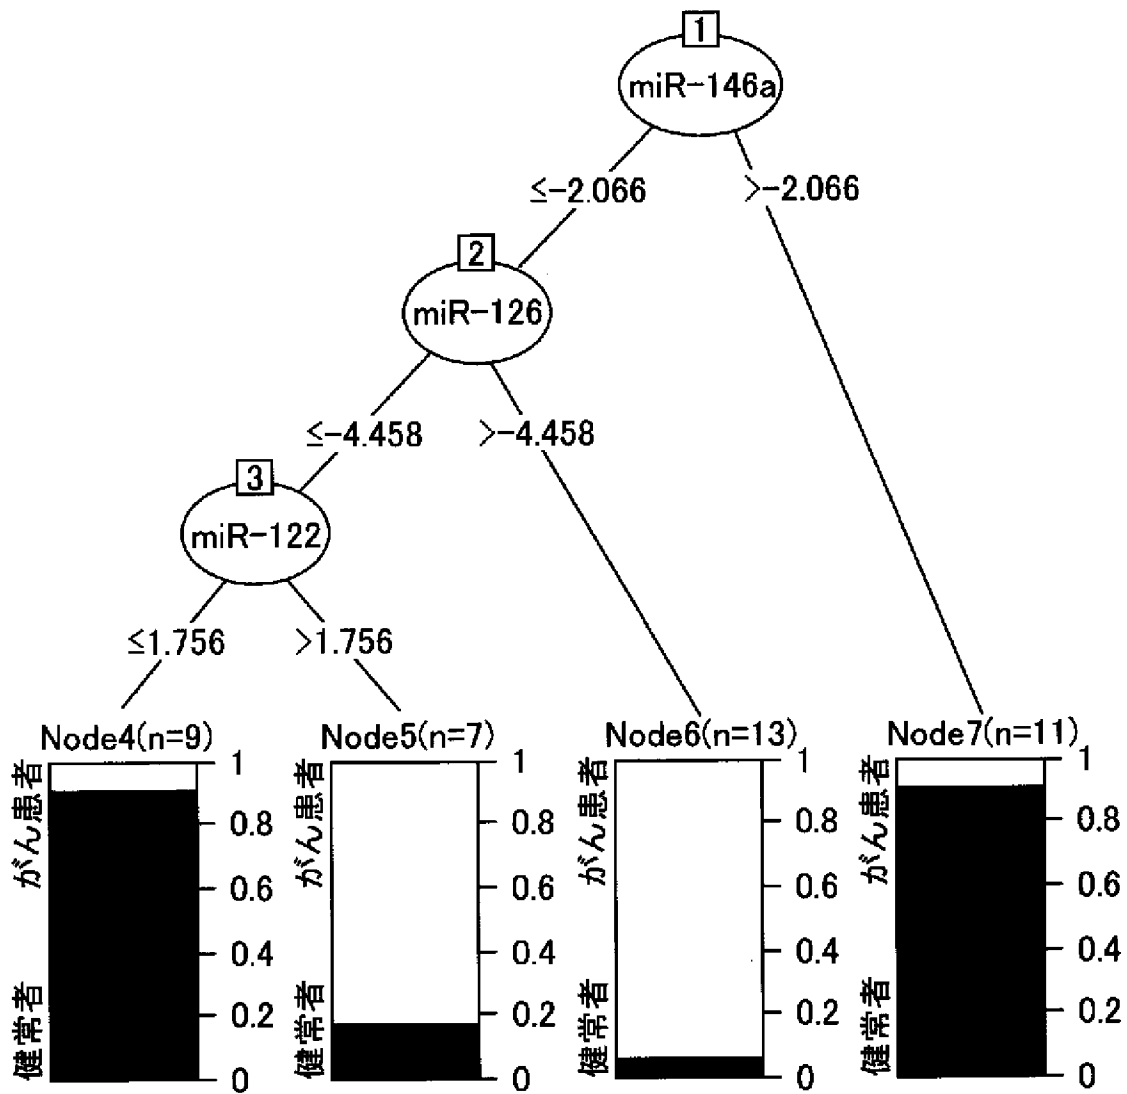 1
miR-146a
≤-2.066
>-2.066
2
miR-126
≤-4.458
>-4.458
3
miR-122
≤1.756
>1.756
Node4(n=9)
Node5(n=7)
Node6(n=13)
Node7(n=11)
がん患者
健常者
1
0.8
0.6
0.4
0.2
0
がん患者
健常者
1
0.8
0.6
0.4
0.2
0
がん患者
健常者
1
0.8
0.6
0.4
0.2
0
がん患者
健常者
1
0.8
0.6
0.4
0.2
0